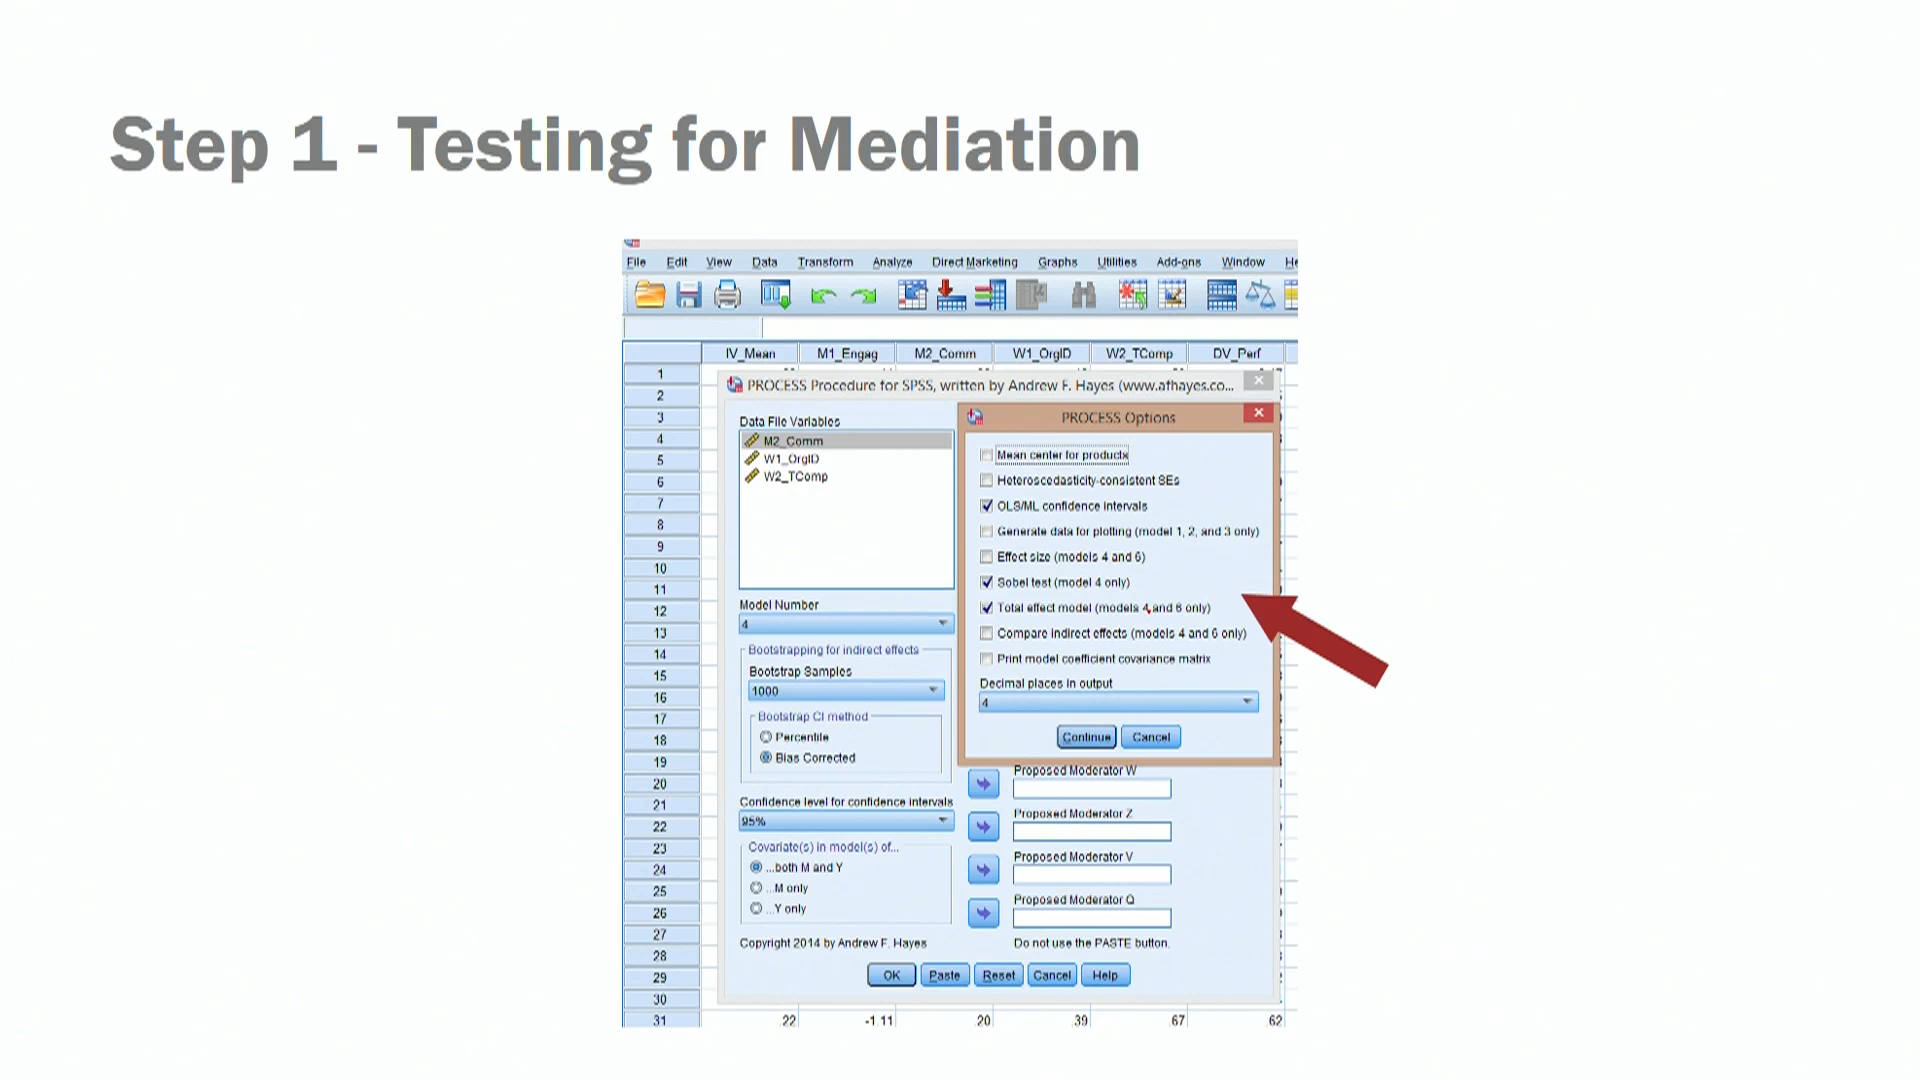 Step 1 - Testing for Mediation
File Edit View Data Transform Analyze Direct Marketing Graphs Utilities Add-ons Window He
IV_Mean M1_Engag M2_Comm W1_OrgID W2_TComp DV_Perf
1
2
3
4
5
6
7
8
9
10
11
12
13
14
15
16
17
18
19
20
21
22
23
24
25
26
27
28
29
30
31 .22 -1.11 .20 .39 .67 .62
PROCESS Procedure for SPSS, written by Andrew F. Hayes (www.afhayes.co...
Data File Variables
M2_Comm
W1_OrgID
W2_TComp
Model Number
4
Bootstrapping for indirect effects
Bootstrap Samples
1000
Bootstrap CI method
Percentile
Bias Corrected
Confidence level for confidence intervals
95%
Covariate(s) in model(s) of...
...both M and Y
...M only
...Y only
Copyright 2014 by Andrew F. Hayes
PROCESS Options
Mean center for products
Heteroscedasticity-consistent SEs
OLS/ML confidence intervals
Generate data for plotting (model 1, 2, and 3 only)
Effect size (models 4 and 6)
Sobel test (model 4 only)
Total effect model (models 4 and 6 only)
Compare indirect effects (models 4 and 6 only)
Print model coefficient covariance matrix
Decimal places in output
4
Continue Cancel
Proposed Moderator W
Proposed Moderator Z
Proposed Moderator V
Proposed Moderator Q
Do not use the PASTE button.
OK Paste Reset Cancel Help